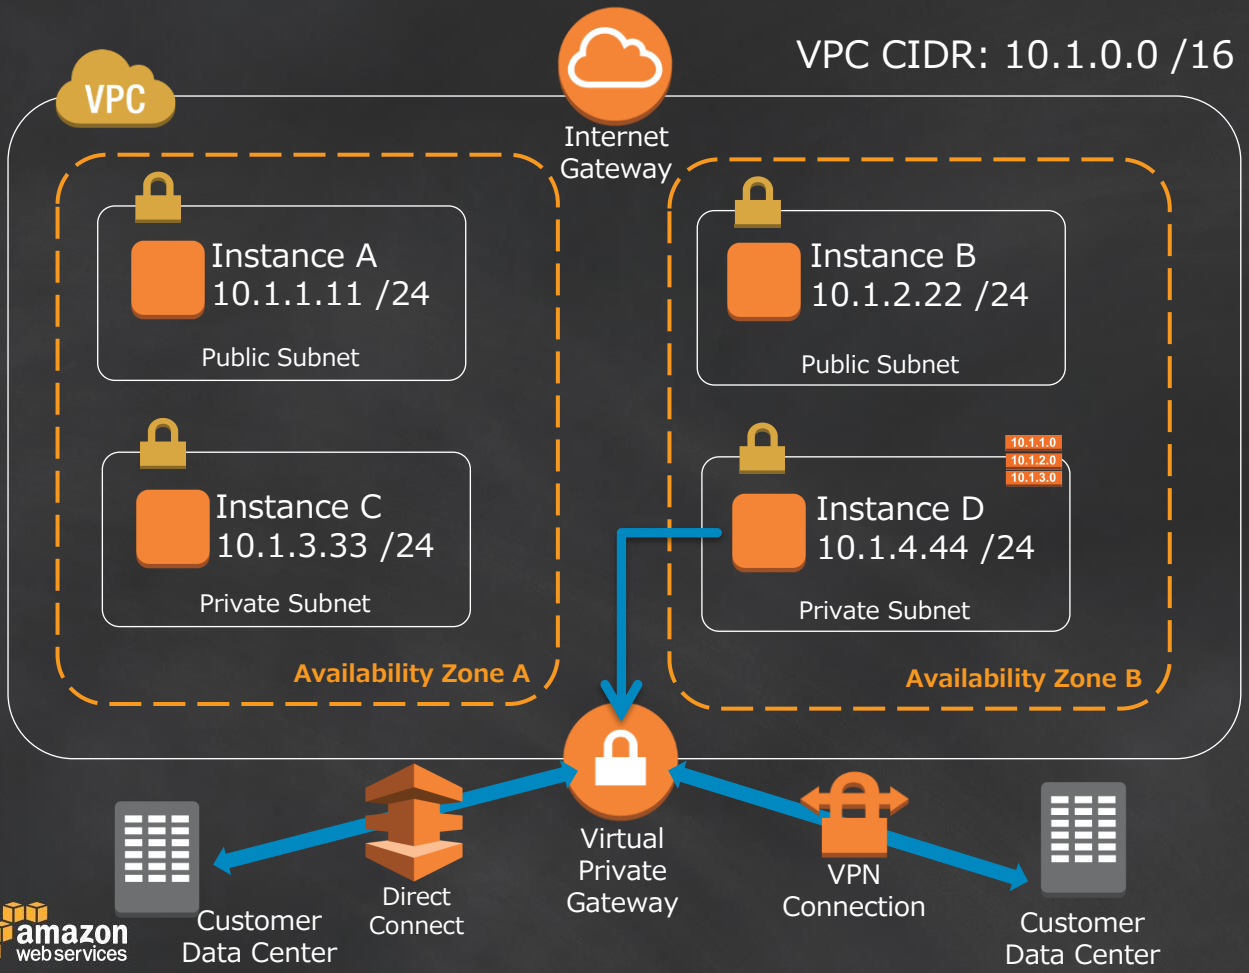 VPC CIDR: 10.1.0.0 /16
VPC
Internet
Gateway
Instance A
10.1.1.11 /24
Public Subnet
Instance B
10.1.2.22 /24
Public Subnet
Instance C
10.1.3.33 /24
Private Subnet
10.1.1.0
10.1.2.0
10.1.3.0
Instance D
10.1.4.44 /24
Private Subnet
Availability Zone A
Availability Zone B
Virtual
Private
Gateway
Direct
Connect
VPN
Connection
Customer
Data Center
Customer
Data Center
amazon
web services